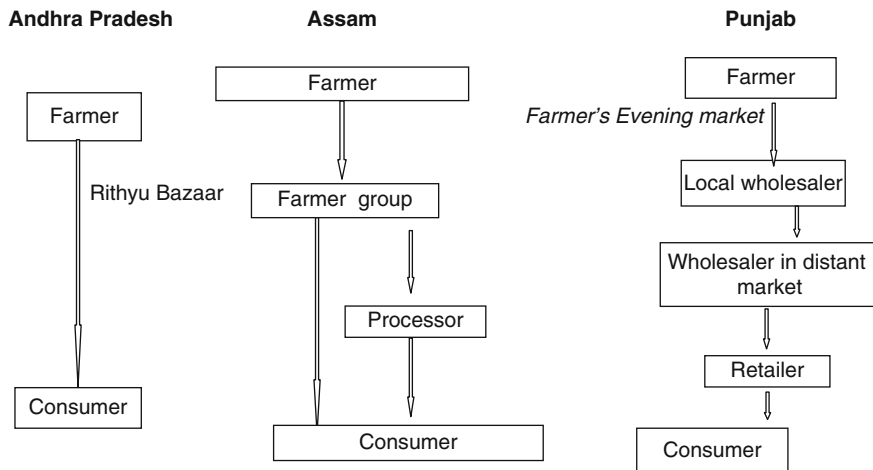 Andhra Pradesh
Farmer
Rithyu Bazaar
Consumer
Assam
Farmer
Farmer group
Processor
Consumer
Punjab
Farmer
Farmer's Evening market
Local wholesaler
Wholesaler in distant
market
Retailer
Consumer